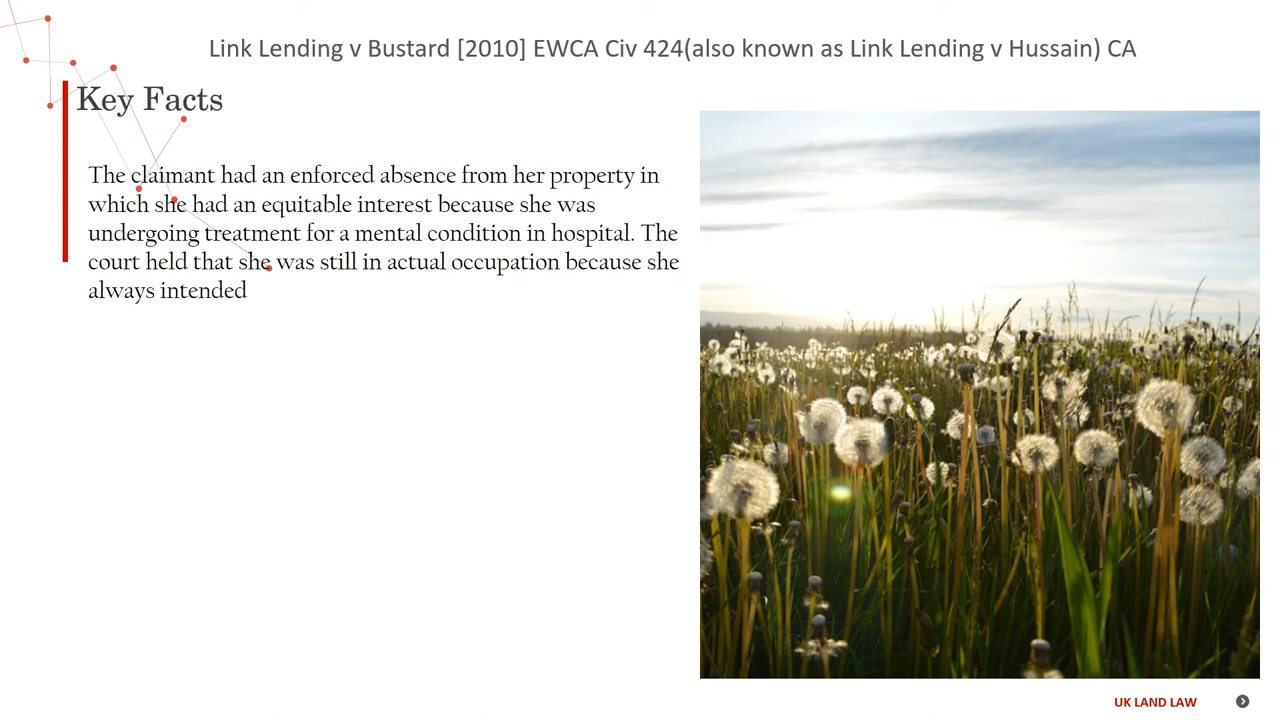 Link Lending v Bustard [2010] EWCA Civ 424(also known as Link Lending v Hussain) CA
Key Facts
The claimant had an enforced absence from her property in
which she had an equitable interest because she was
undergoing treatment for a mental condition in hospital. The
court held that she was still in actual occupation because she
always intended
UK LAND LAW